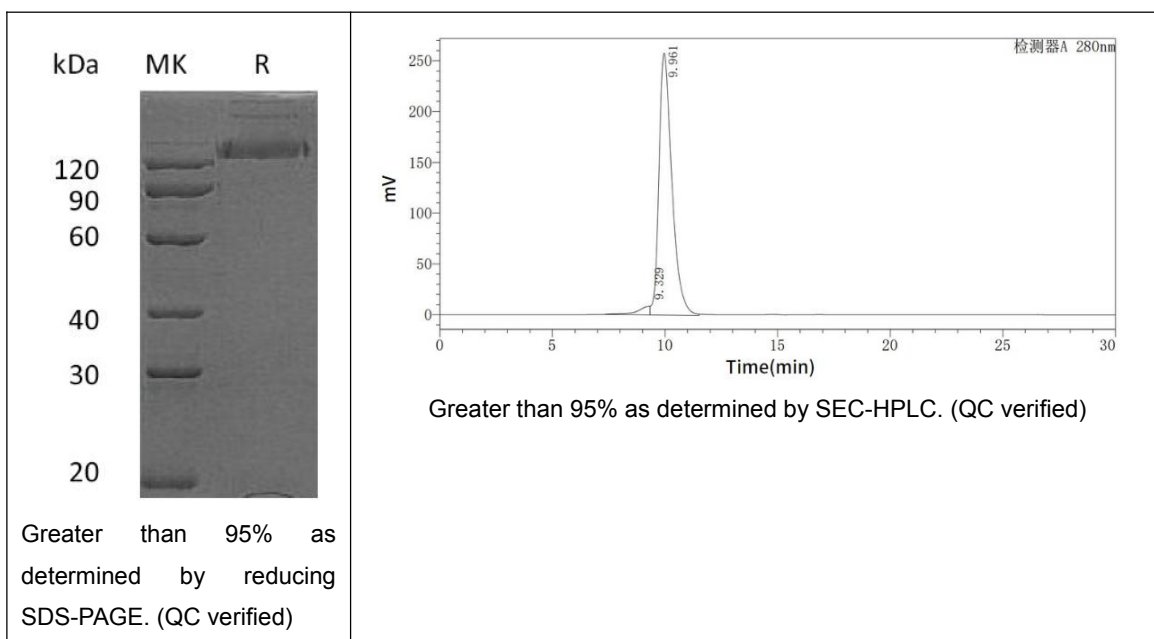 kDa MK R
120
90
60
40
30
20
Greater than 95% as
determined by reducing
SDS-PAGE. (QC verified)
检测器A 280nm
mV
250
200
150
100
50
0
9.961
9.329
0 5 10 15 20 25 30
Time(min)
Greater than 95% as determined by SEC-HPLC. (QC verified)